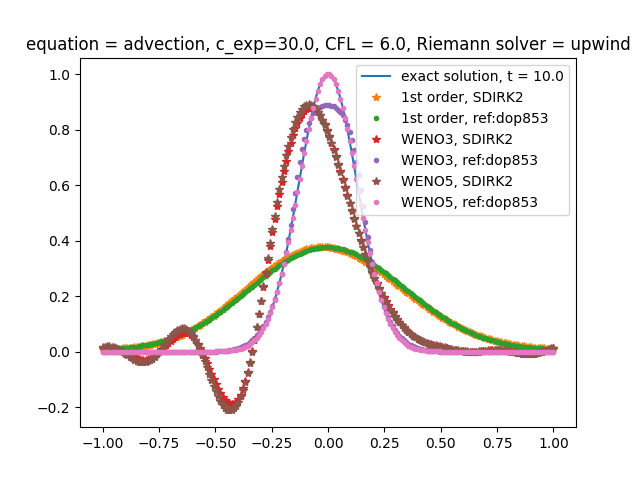 equation = advection, c_exp=30.0, CFL = 6.0, Riemann solver = upwind
exact solution, t = 10.0
1st order, SDIRK2
1st order, ref:dop853
WENO3, SDIRK2
WENO3, ref:dop853
WENO5, SDIRK2
WENO5, ref:dop853
1.0
0.8
0.6
0.4
0.2
0.0
−0.2
−1.00 −0.75 −0.50 −0.25 0.00 0.25 0.50 0.75 1.00